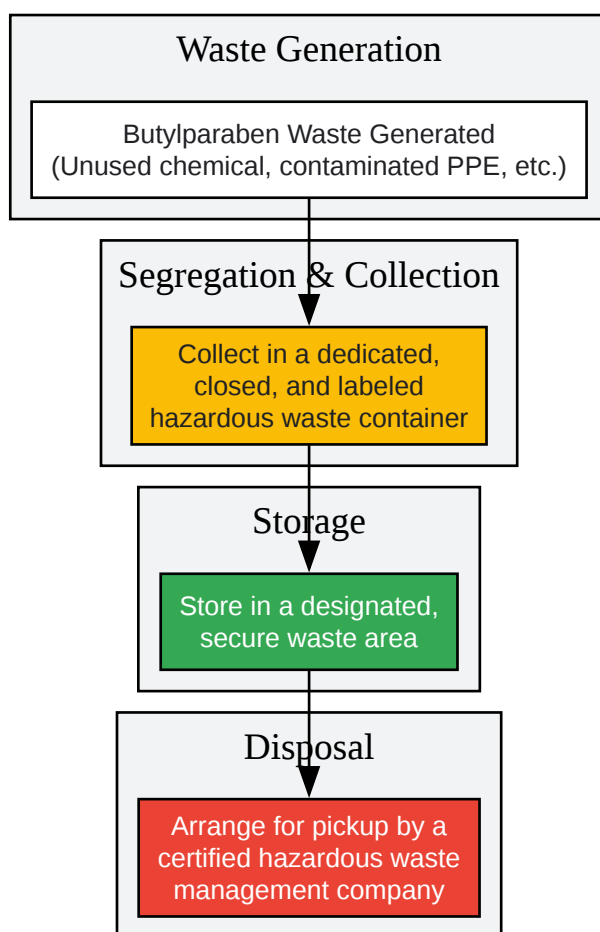 Waste Generation
Butylparaben Waste Generated
(Unused chemical, contaminated PPE, etc.)
Segregation & Collection
Collect in a dedicated,
closed, and labeled
hazardous waste container
Storage
Store in a designated,
secure waste area
Disposal
Arrange for pickup by a
certified hazardous waste
management company